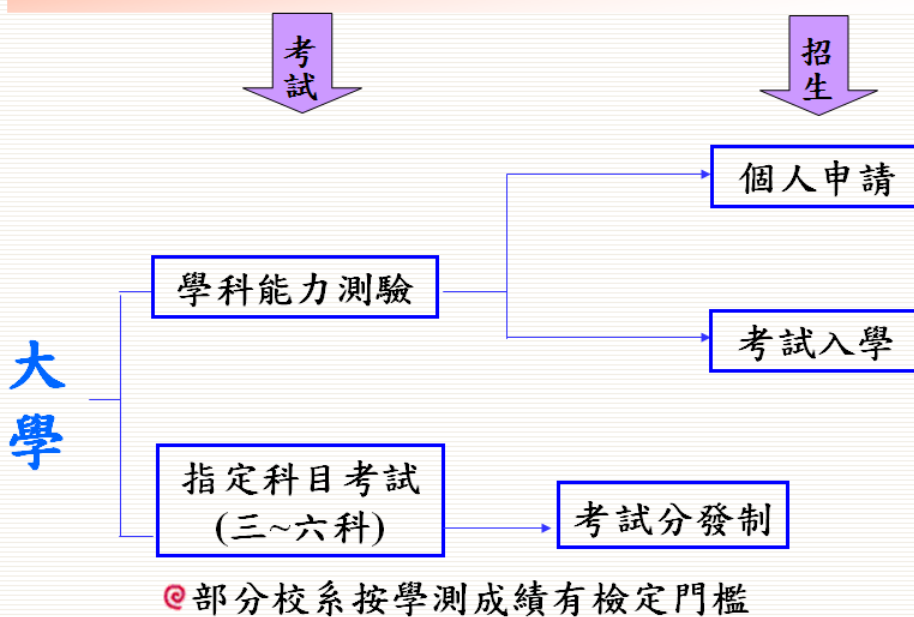 考試
招生
個人申請
學科能力測驗
考試入學
大學
指定科目考試
(三~六科)
考試分發制
部分校系按學測成績有檢定門檻